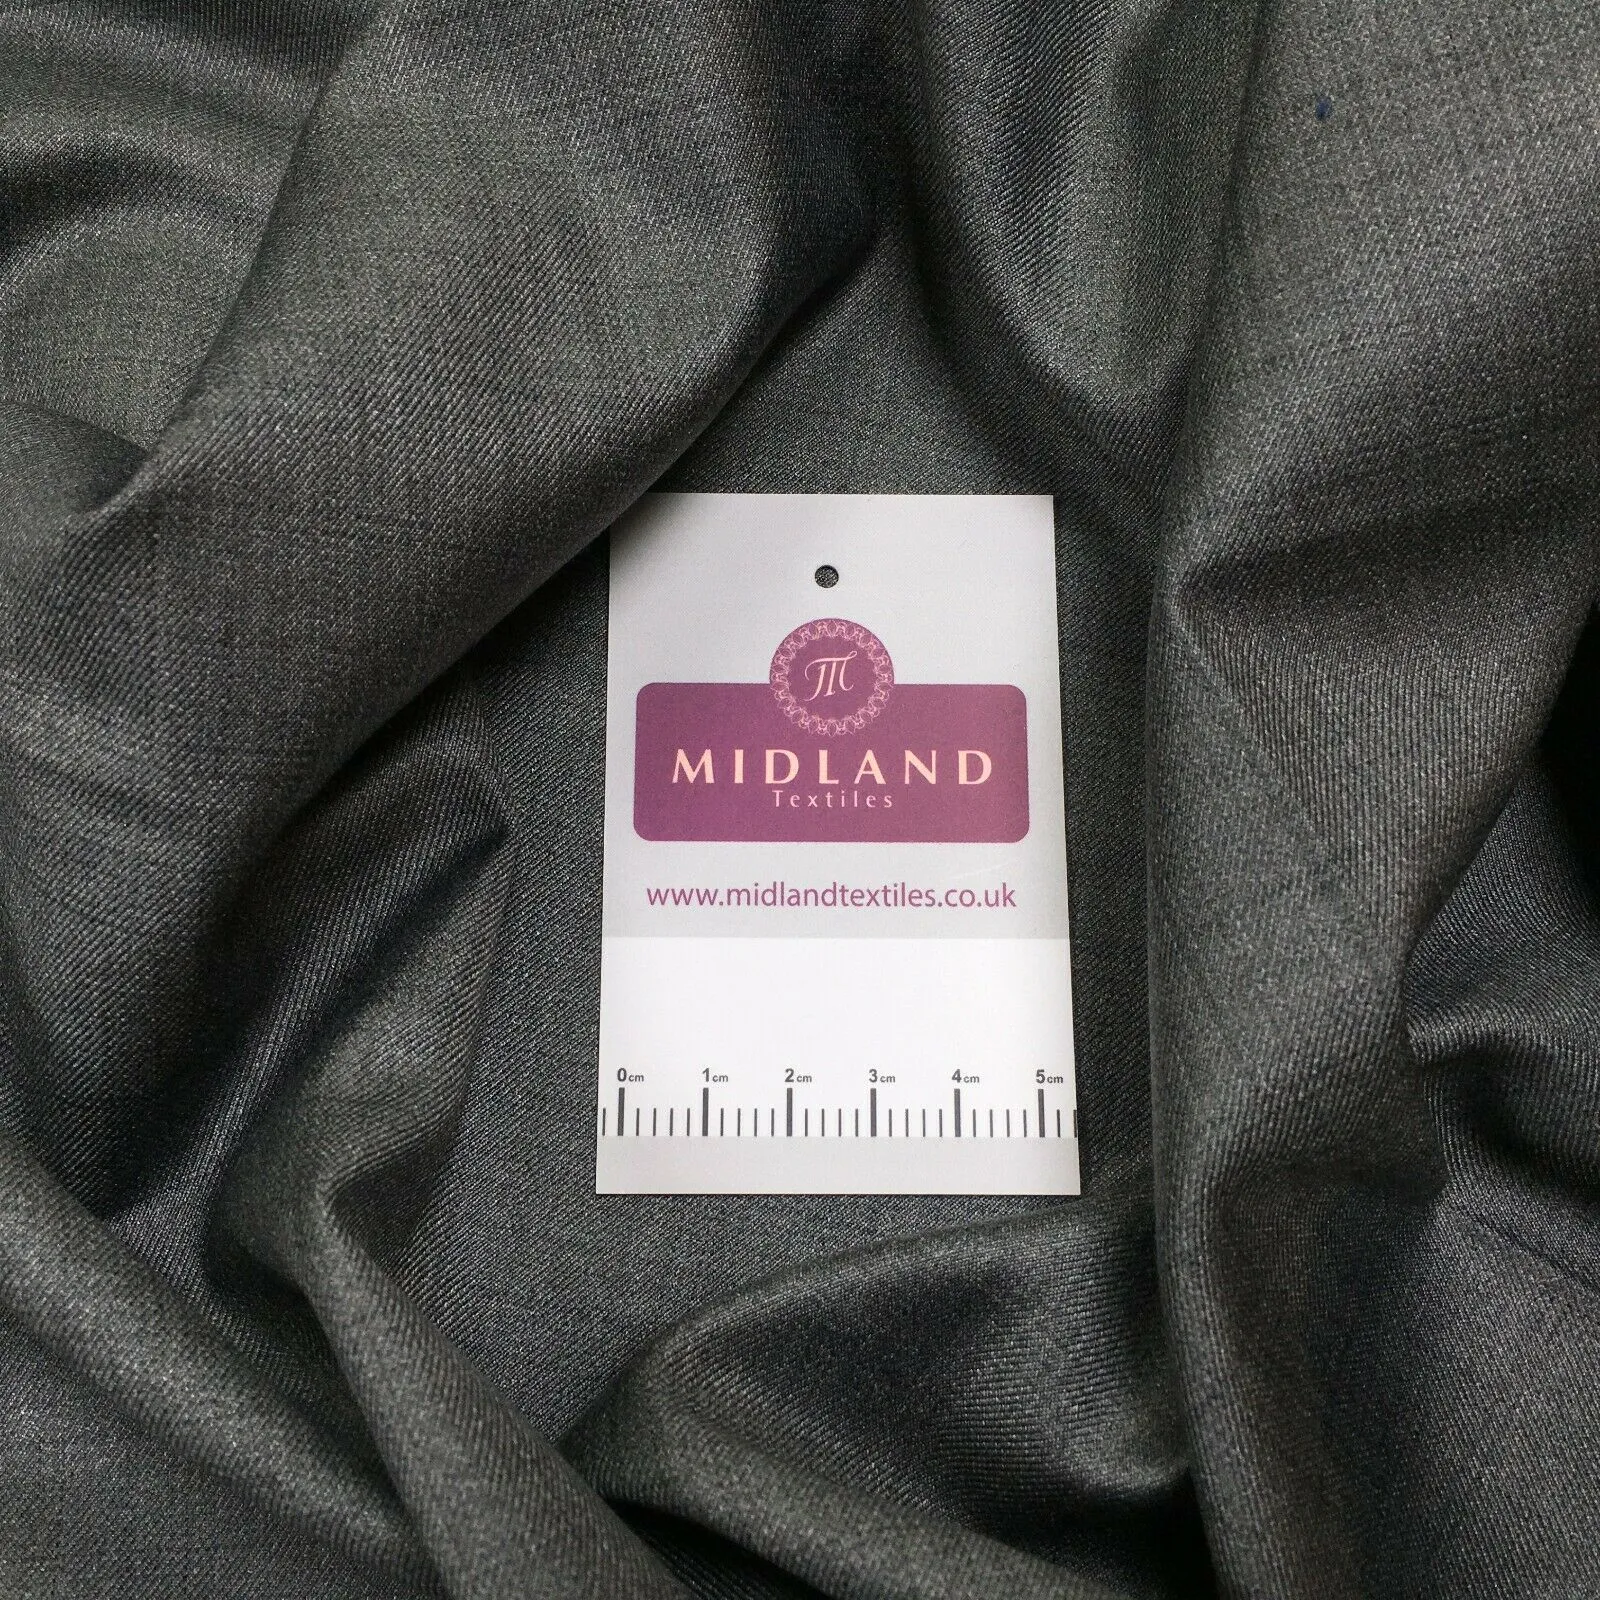 M
MIDLAND
Textiles
www.midlandtextiles.co.uk
0cm 1cm 2cm 3cm 4cm 5cm